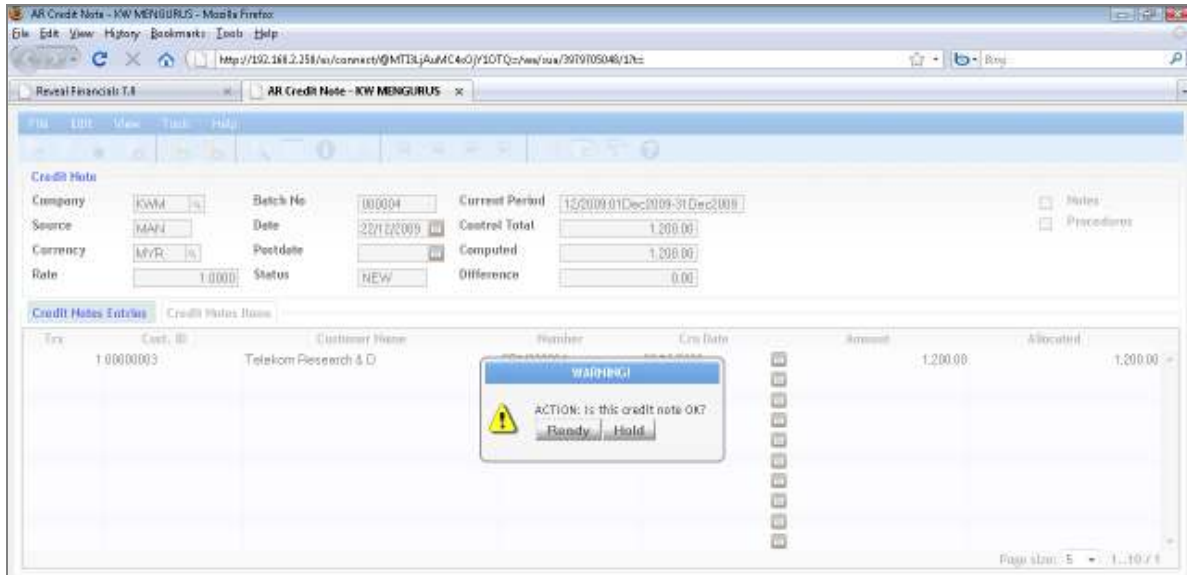 AR Credit Note - KW MENGURUS - Mozilla Firefox
File Edit View History Bookmarks Tools Help
Bing
Reveal Financials 7.8 AR Credit Note - KW MENGURUS
File Edit View Tools Help
Credit Note
Company KWM Batch No 000004 Current Period 12/2009:01Dec2009-31Dec2009 Notes
Source MAN Date 22/12/2009 Control Total 1,200.00 Procedures
Currency MYR Postdate Computed 1,200.00
Rate 1.0000 Status NEW Difference 0.00
Credit Notes Entries Credit Notes Items
Trx Cust. ID Customer Name Number Crn Date Amount Allocated
1 00000003 Telekom Research & D 1,200.00 1,200.00
WARNING!
ACTION: Is this credit note OK?
Ready Hold
Page size: 5 1..10 / 1